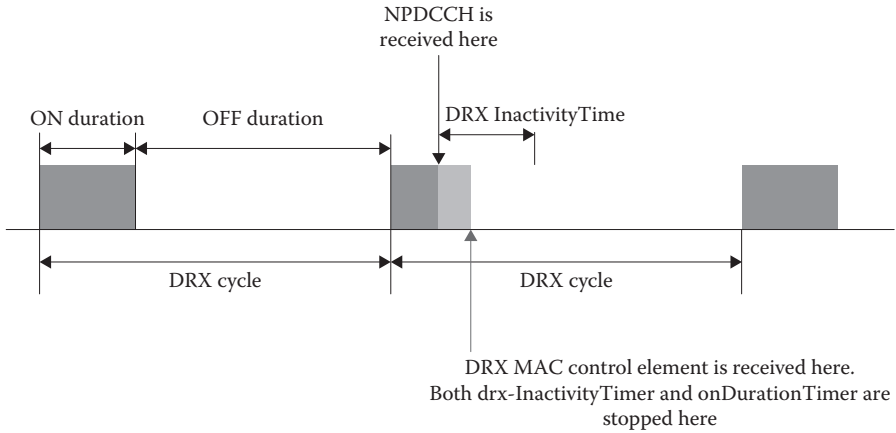 NPDCCH is
received here
DRX InactivityTime
ON duration
OFF duration
DRX cycle
DRX cycle
DRX MAC control element is received here.
Both drx-InactivityTimer and onDurationTimer are
stopped here